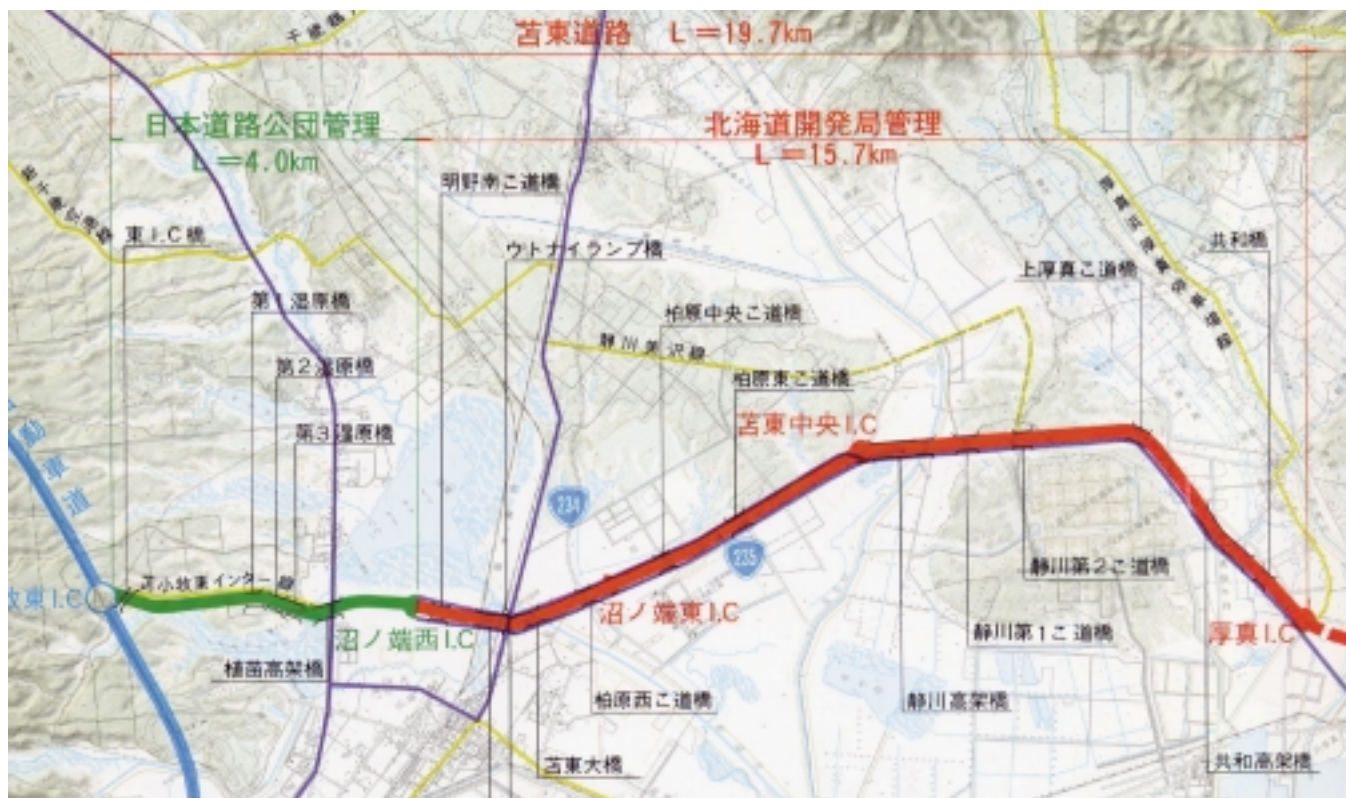 苫東道路 L＝19.7km
日本道路公団管理
L＝4.0km
北海道開発局管理
L＝15.7km
明野南こ道橋
東I.C橋
ウトナイランプ橋
共和橋
上厚真こ道橋
第1湿原橋
柏原中央こ道橋
静川美沢線
第2湿原橋
柏原東こ道橋
苫東中央I.C
第3湿原橋
動車道
234
235
静川第2こ道橋
苫小牧東インター線
牧東I.C
沼ノ端東I.C
沼ノ端西I.C
静川第1こ道橋
厚真I.C
植苗高架橋
柏原西こ道橋
静川高架橋
苫東大橋
共和高架橋